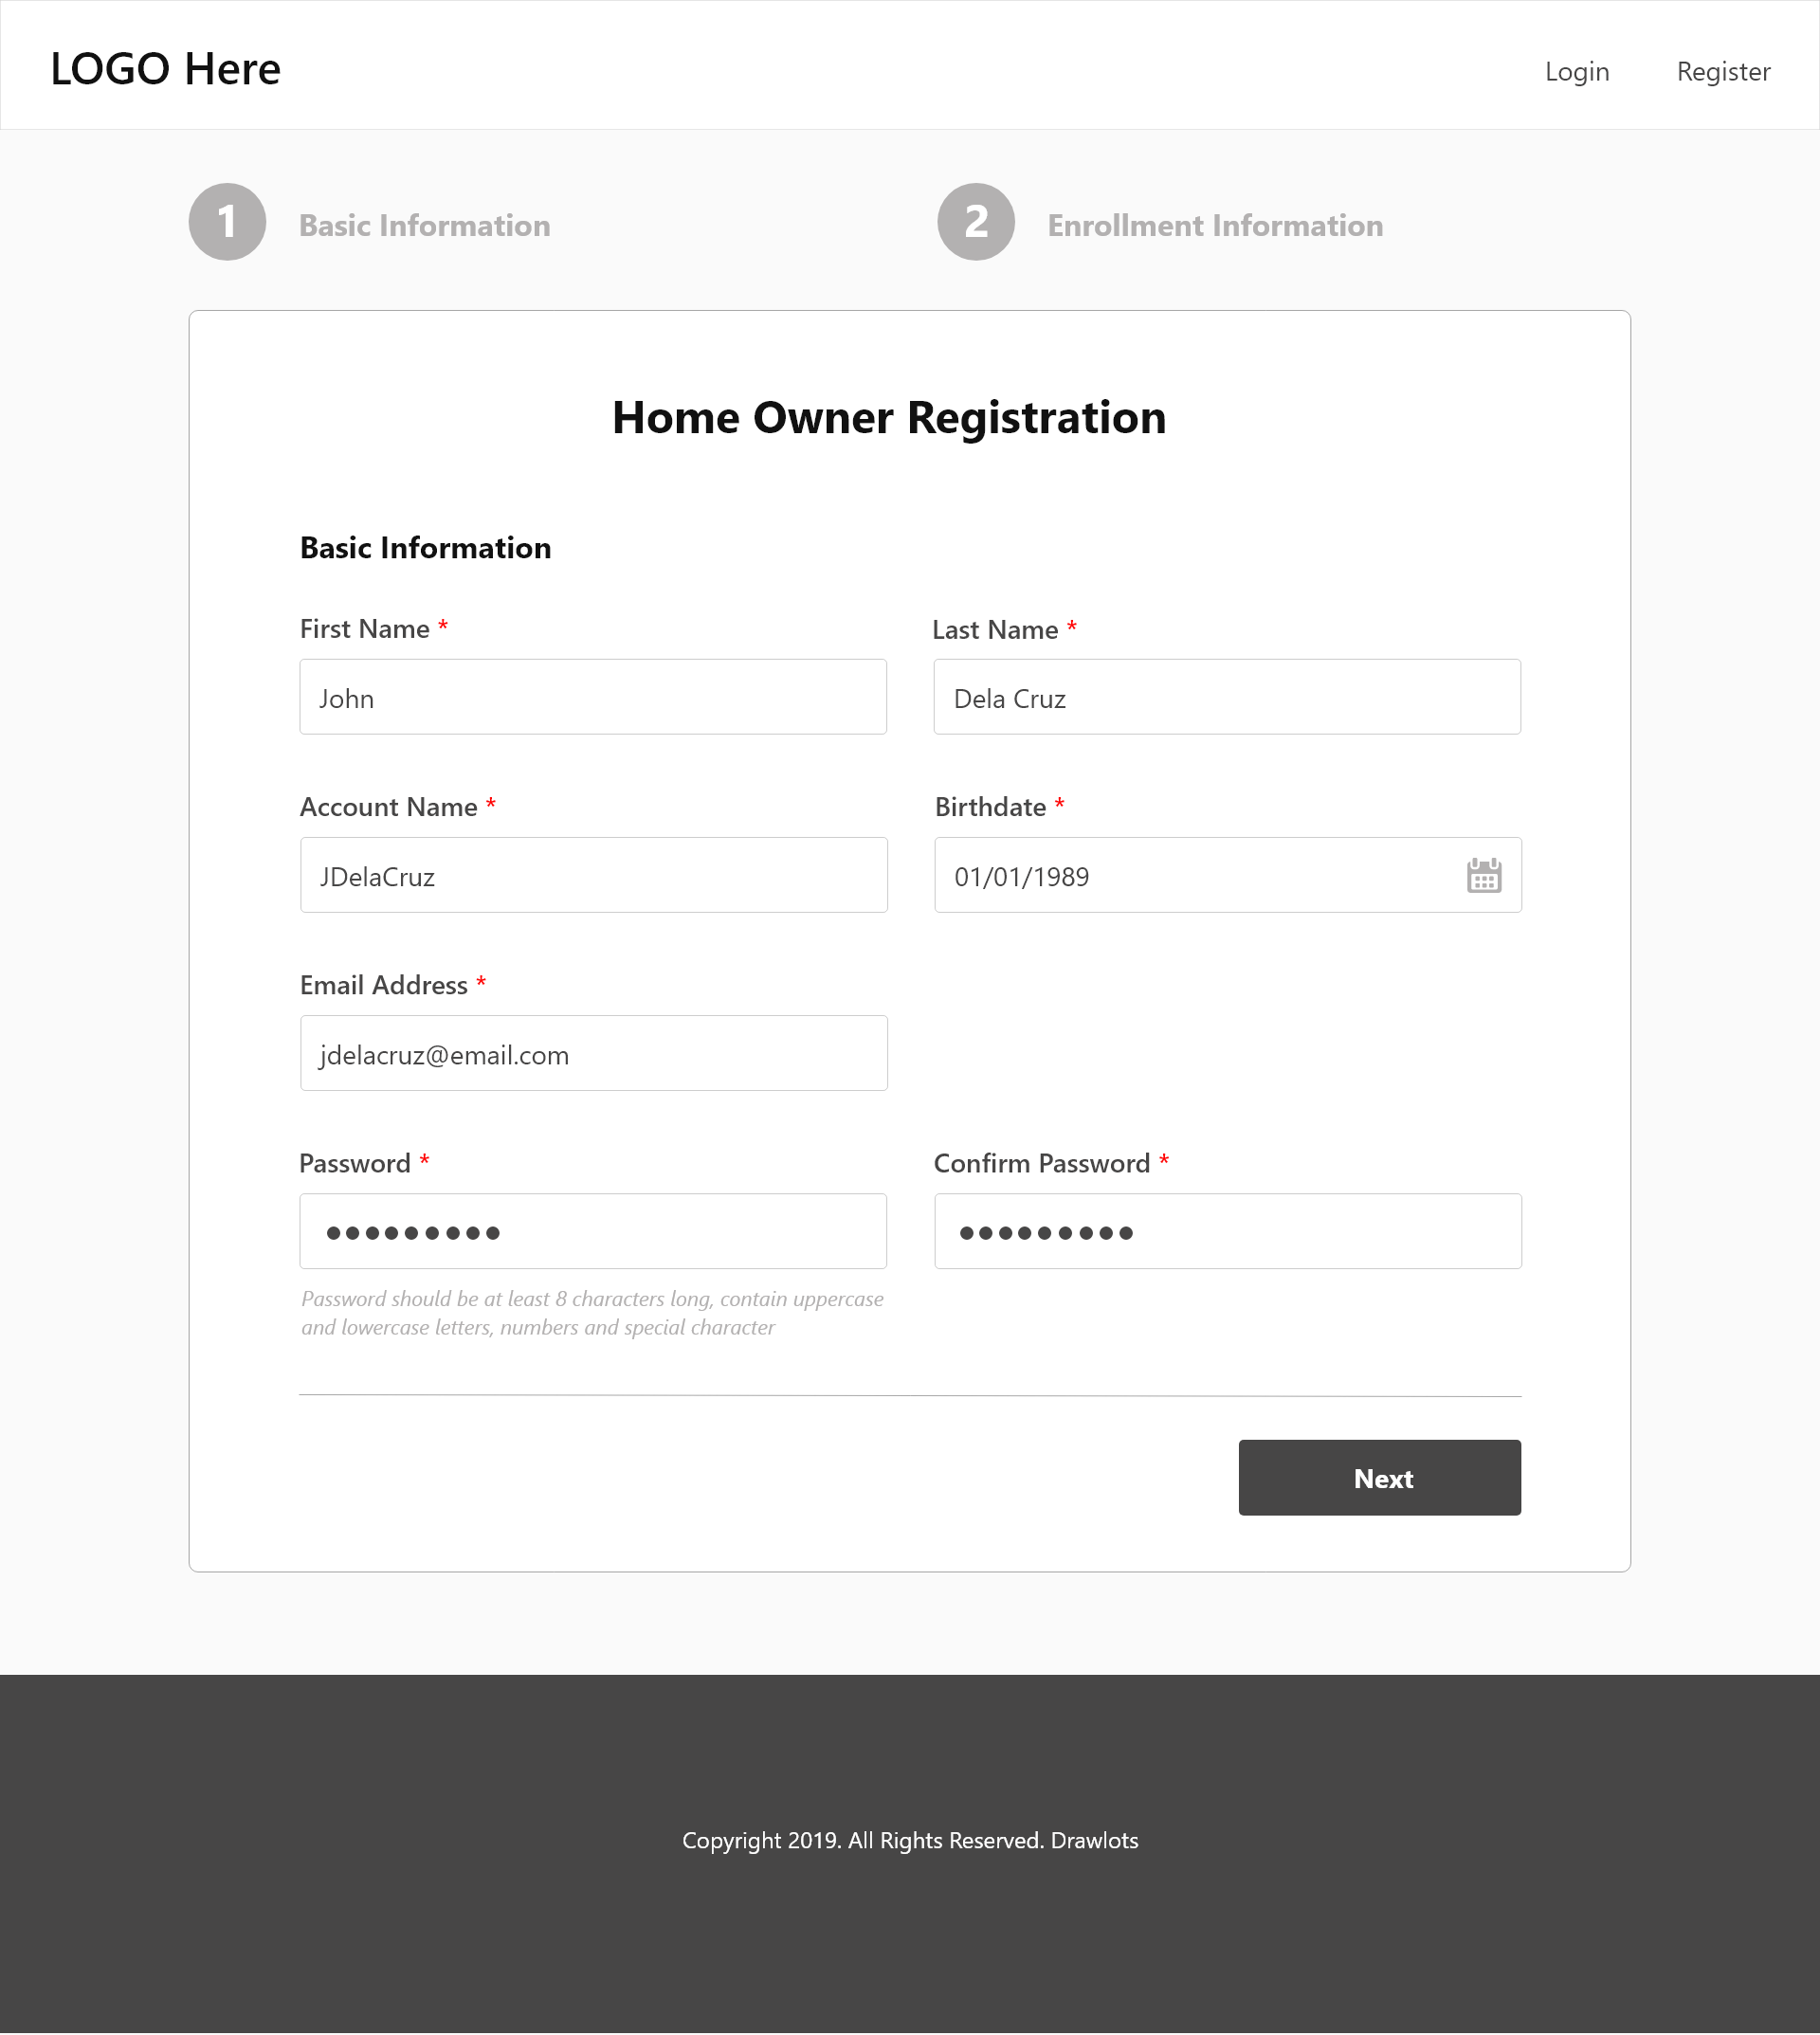 LOGO Here
Login
Register
1
Basic Information
2
Enrollment Information
Home Owner Registration
Basic Information
First Name *
Last Name *
John
Dela Cruz
Account Name *
Birthdate *
JDelaCruz
01/01/1989
Email Address *
jdelacruz@email.com
Password *
Confirm Password *
●●●●●●●●●
●●●●●●●●●
Password should be at least 8 characters long, contain uppercase
and lowercase letters, numbers and special character
Next
Copyright 2019. All Rights Reserved. Drawlots